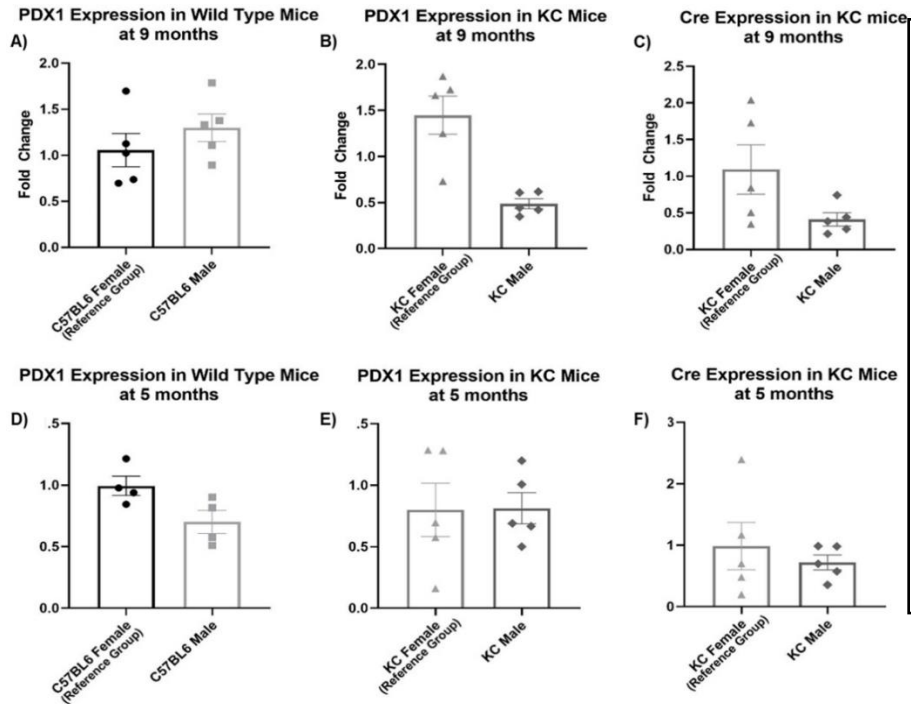 PDX1 Expression in Wild Type Mice
at 9 months
A)
2.0
1.5
1.0
0.5
0.0
Fold Change
C57BL6 Female
(Reference Group)
C57BL6 Male
PDX1 Expression in KC Mice
at 9 months
B)
2.0
1.5
1.0
0.5
0.0
Fold Change
KC Female
(Reference Group)
KC Male
Cre Expression in KC mice
at 9 months
C)
2.5
2.0
1.5
1.0
0.5
0.0
Fold Change
KC Female
(Reference Group)
KC Male
PDX1 Expression in Wild Type Mice
at 5 months
D)
.5
1.0
0.5
0.0
C57BL6 Female
(Reference Group)
C57BL6 Male
PDX1 Expression in KC Mice
at 5 months
E)
.5
1.0
0.5
0.0
KC Female
(Reference Group)
KC Male
Cre Expression in KC Mice
at 5 months
F)
3
2
1
0
KC Female
(Reference Group)
KC Male